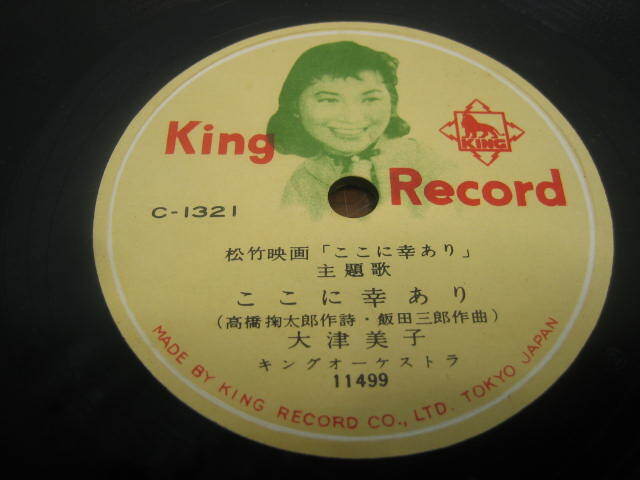 King Record
KING
C-1321
松竹映画「ここに幸あり」
主題歌
ここに幸あり
(高橋掬太郎作詩・飯田三郎作曲)
大津美子
キングオーケストラ
11499
MADE BY KING RECORD CO., LTD. TOKYO JAPAN